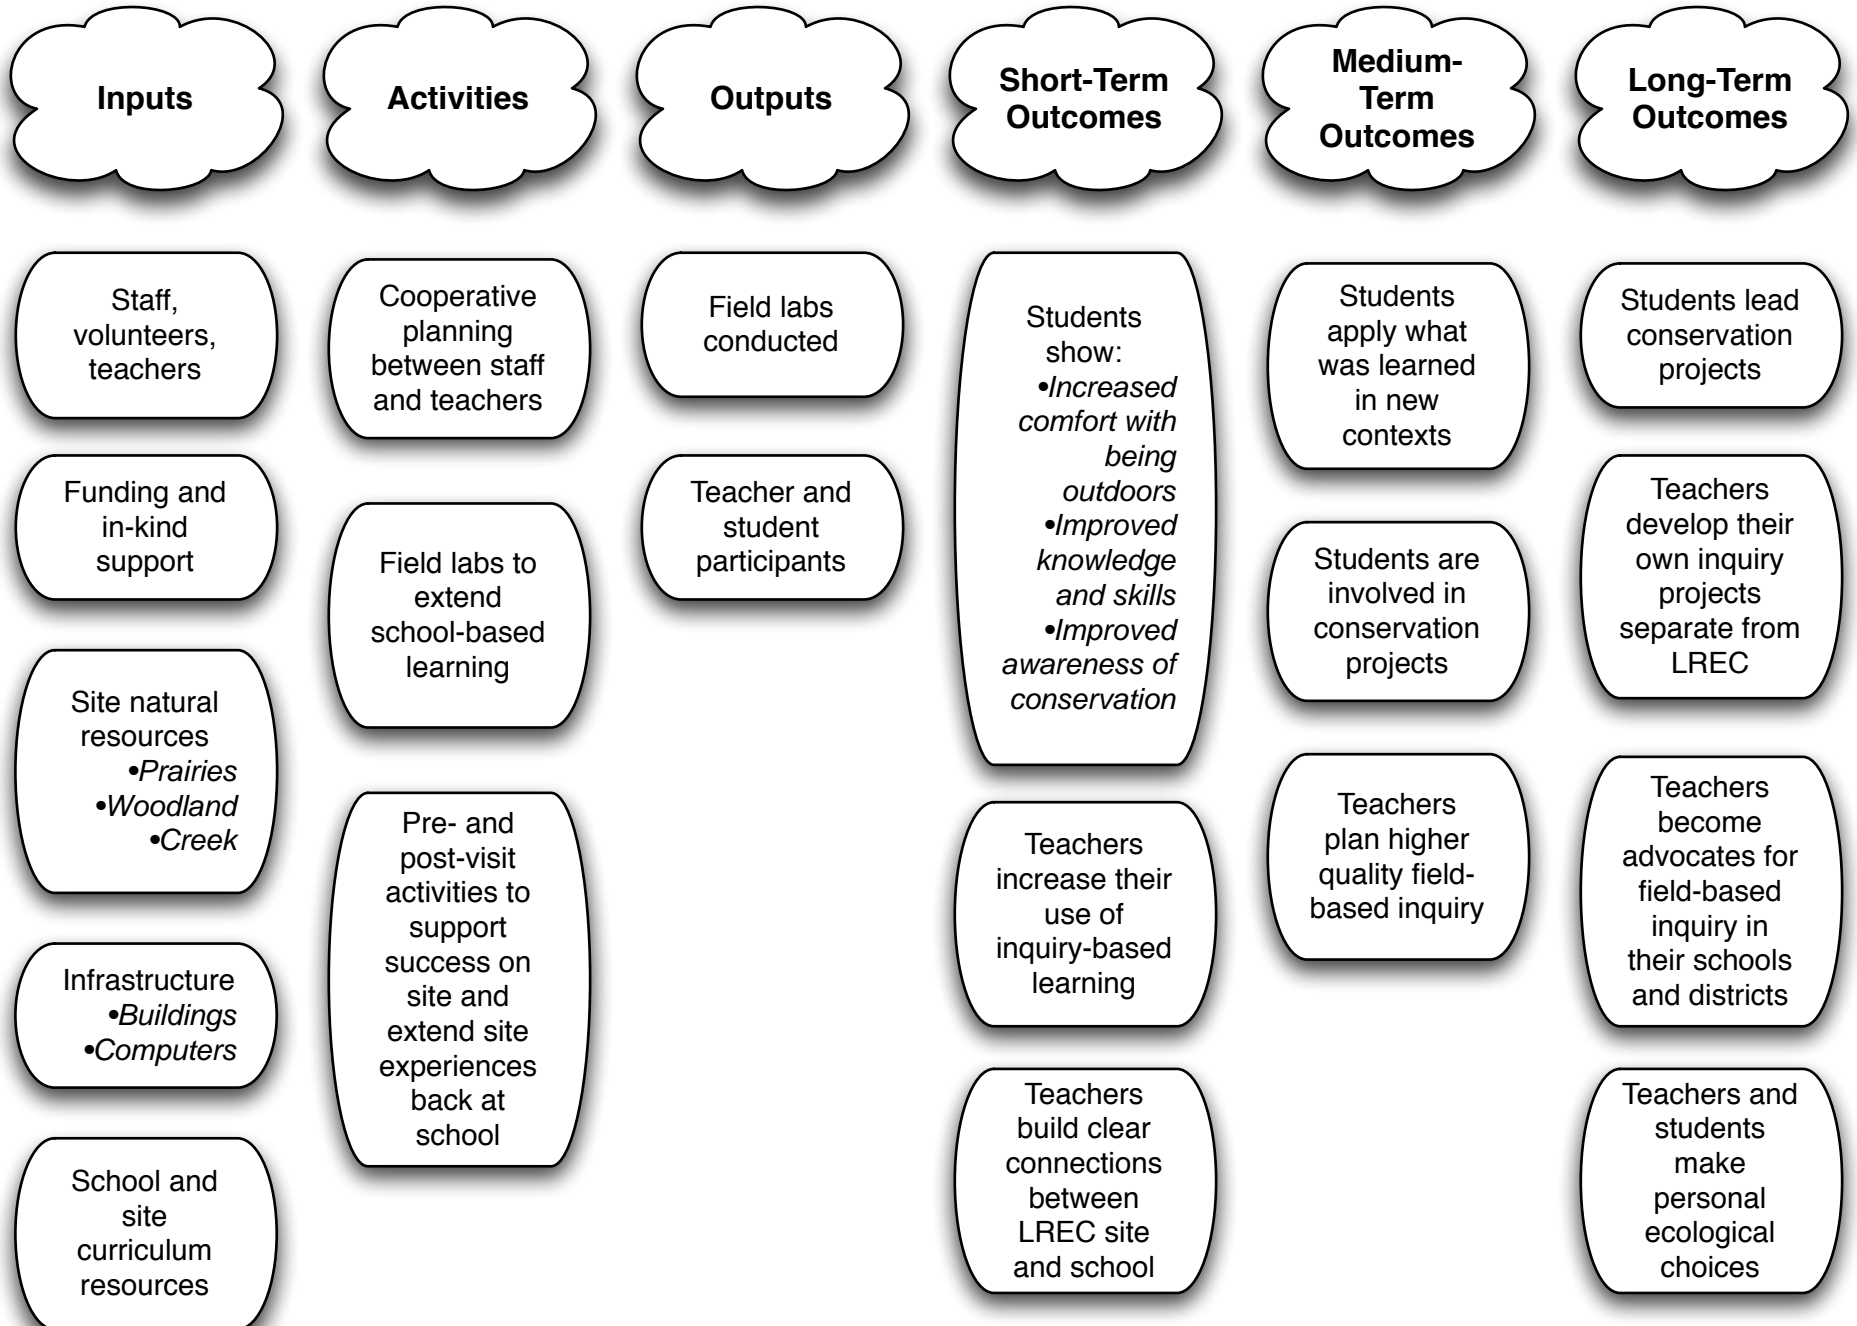 Inputs
Activities
Outputs
Short-Term
Outcomes
Medium-
Term
Outcomes
Long-Term
Outcomes
Staff,
volunteers,
teachers
Funding and
in-kind
support
Site natural
resources
•Prairies
•Woodland
•Creek
Infrastructure
•Buildings
•Computers
School and
site
curriculum
resources
Cooperative
planning
between staff
and teachers
Field labs to
extend
school-based
learning
Pre- and
post-visit
activities to
support
success on
site and
extend site
experiences
back at
school
Field labs
conducted
Teacher and
student
participants
Students
show:
•Increased
comfort with
being
outdoors
•Improved
knowledge
and skills
•Improved
awareness of
conservation
Teachers
increase their
use of
inquiry-based
learning
Teachers
build clear
connections
between
LREC site
and school
Students
apply what
was learned
in new
contexts
Students are
involved in
conservation
projects
Teachers
plan higher
quality field-
based inquiry
Students lead
conservation
projects
Teachers
develop their
own inquiry
projects
separate from
LREC
Teachers
become
advocates for
field-based
inquiry in
their schools
and districts
Teachers and
students
make
personal
ecological
choices